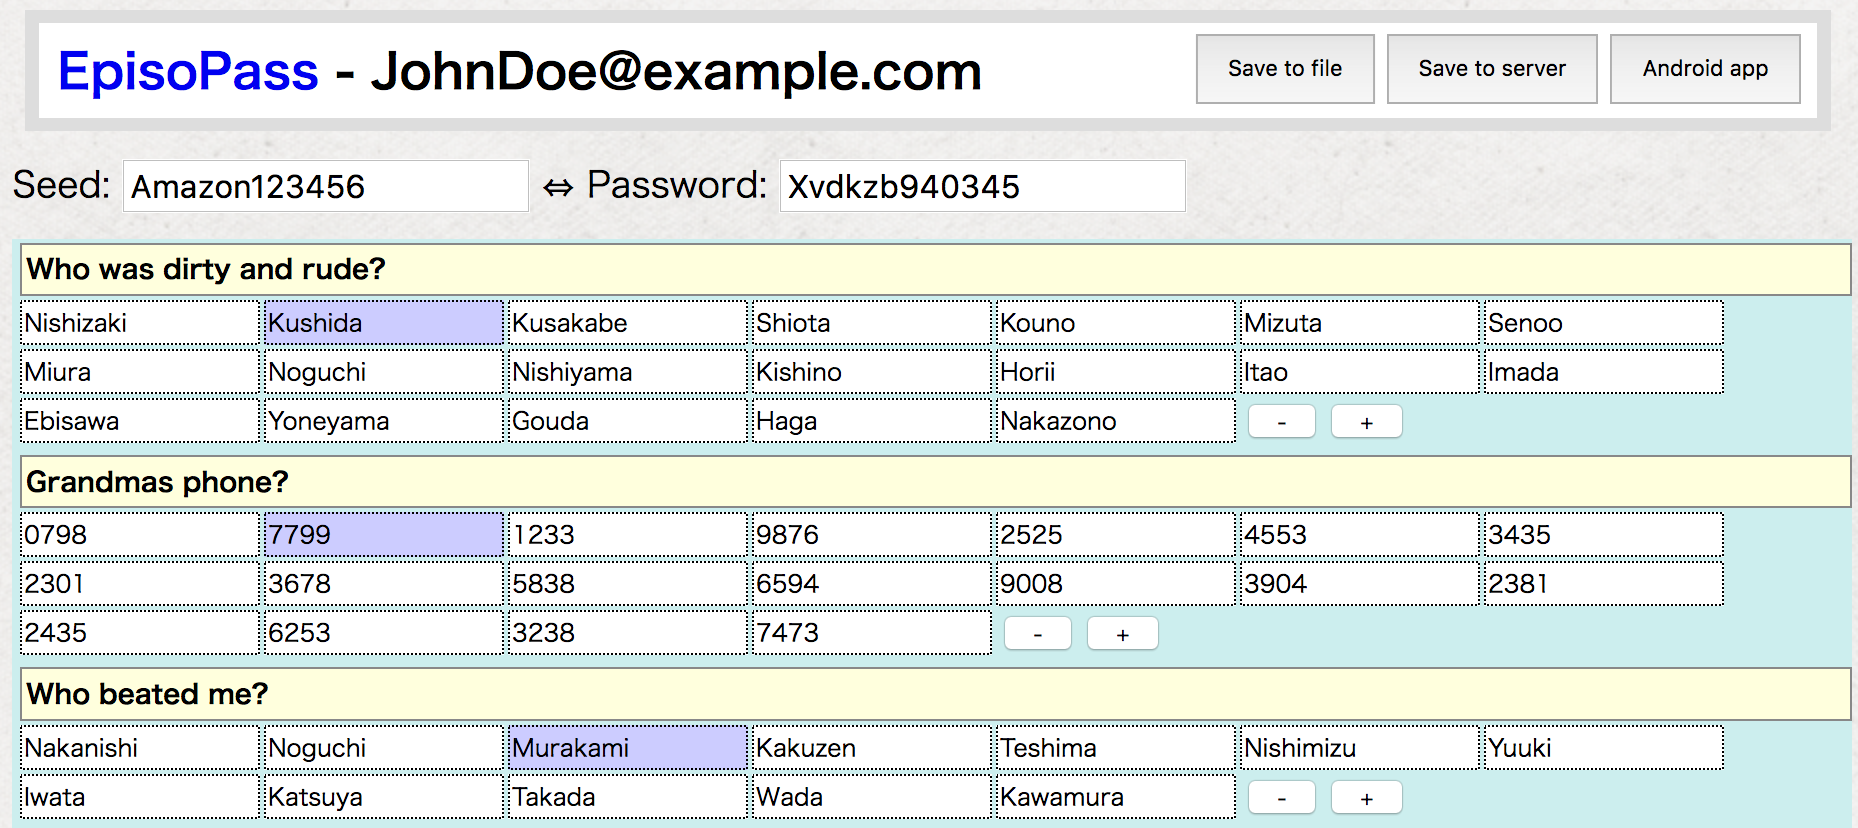 EpisoPass - JohnDoe@example.com Save to file Save to server Android app
Seed: Amazon123456 ⇔ Password: Xvdkzb940345
Who was dirty and rude?
Nishizaki Kushida Kusakabe Shiota Kouno Mizuta Senoo
Miura Noguchi Nishiyama Kishino Horii Itao Imada
Ebisawa Yoneyama Gouda Haga Nakazono - +
Grandmas phone?
0798 7799 1233 9876 2525 4553 3435
2301 3678 5838 6594 9008 3904 2381
2435 6253 3238 7473 - +
Who beated me?
Nakanishi Noguchi Murakami Kakuzen Teshima Nishimizu Yuuki
Iwata Katsuya Takada Wada Kawamura - +